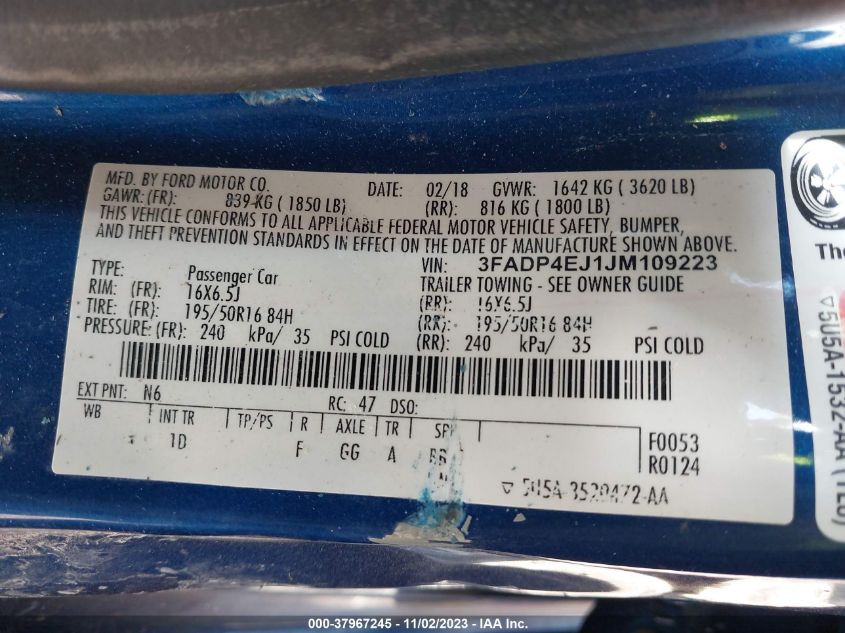 MFD. BY FORD MOTOR CO. DATE: 02/18 GVWR: 1642 KG ( 3620 LB)
GAWR: (FR): 839 KG ( 1850 LB) (RR): 816 KG ( 1800 LB)
THIS VEHICLE CONFORMS TO ALL APPLICABLE FEDERAL MOTOR VEHICLE SAFETY, BUMPER,
AND THEFT PREVENTION STANDARDS IN EFFECT ON THE DATE OF MANUFACTURE SHOWN ABOVE.
VIN: 3FADP4EJ1JM109223
TYPE: Passenger Car TRAILER TOWING - SEE OWNER GUIDE
RIM: (FR): 16X6.5J (RR): 16X6.5J
TIRE: (FR): 195/50R16 84H (RR): 195/50R16 84H
PRESSURE: (FR): 240 kPa/ 35 PSI COLD (RR): 240 kPa/ 35 PSI COLD
EXT PNT: N6 RC: 47 DSO:
WB INT TR TP/PS R AXLE TR
1D F GG A
F0053
R0124
5U5A-3520472-AA
The
5U5A-1532-AA
000-37967245 - 11/02/2023 - IAA Inc.